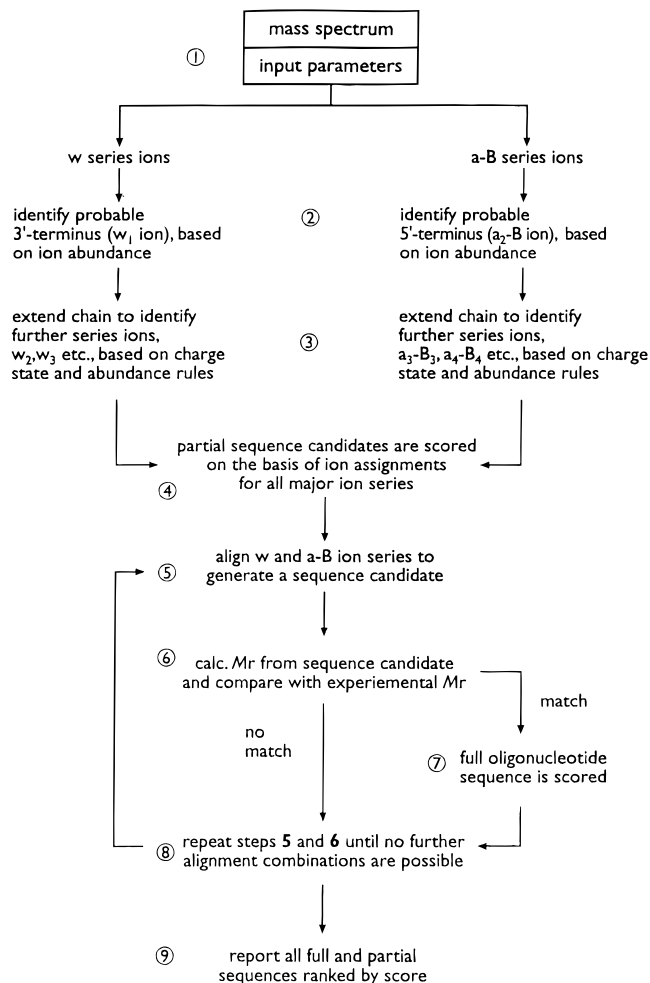 mass spectrum
①
input parameters
w series ions
a-B series ions
identify probable
3'-terminus (w₁ ion), based
on ion abundance
②
identify probable
5'-terminus (a₂-B ion), based
on ion abundance
extend chain to identify
further series ions,
w₂,w₃ etc., based on charge
state and abundance rules
③
extend chain to identify
further series ions,
a₃-B₃, a₄-B₄ etc., based on charge
state and abundance rules
partial sequence candidates are scored
on the basis of ion assignments
for all major ion series
④
align w and a-B ion series to
⑤
generate a sequence candidate
⑥
calc. Mr from sequence candidate
and compare with experiemental Mr
match
no
match
⑦
full oligonucleotide
sequence is scored
⑧
repeat steps 5 and 6 until no further
alignment combinations are possible
⑨
report all full and partial
sequences ranked by score